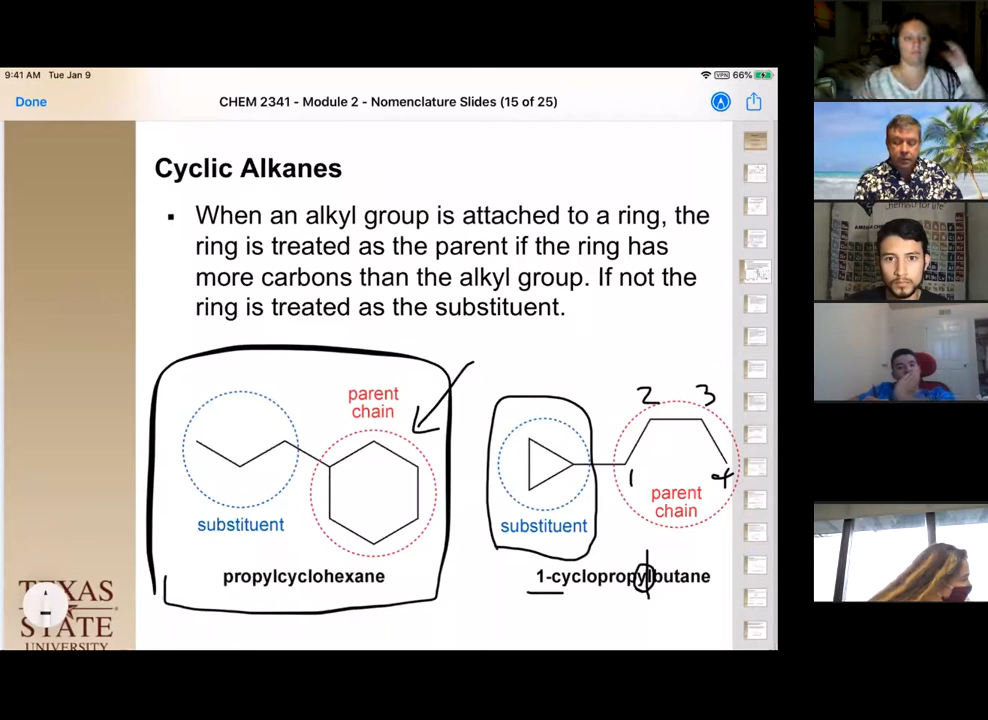 9:41 AM Tue Jan 9
VPN 66%
Done
CHEM 2341 - Module 2 - Nomenclature Slides (15 of 25)
Cyclic Alkanes
▪ When an alkyl group is attached to a ring, the
ring is treated as the parent if the ring has
more carbons than the alkyl group. If not the
ring is treated as the substituent.
parent
chain
substituent
propylcyclohexane
2 3
1 4
parent
chain
substituent
1-cyclopropylbutane
TEXAS
STATE
UNIVERSITY